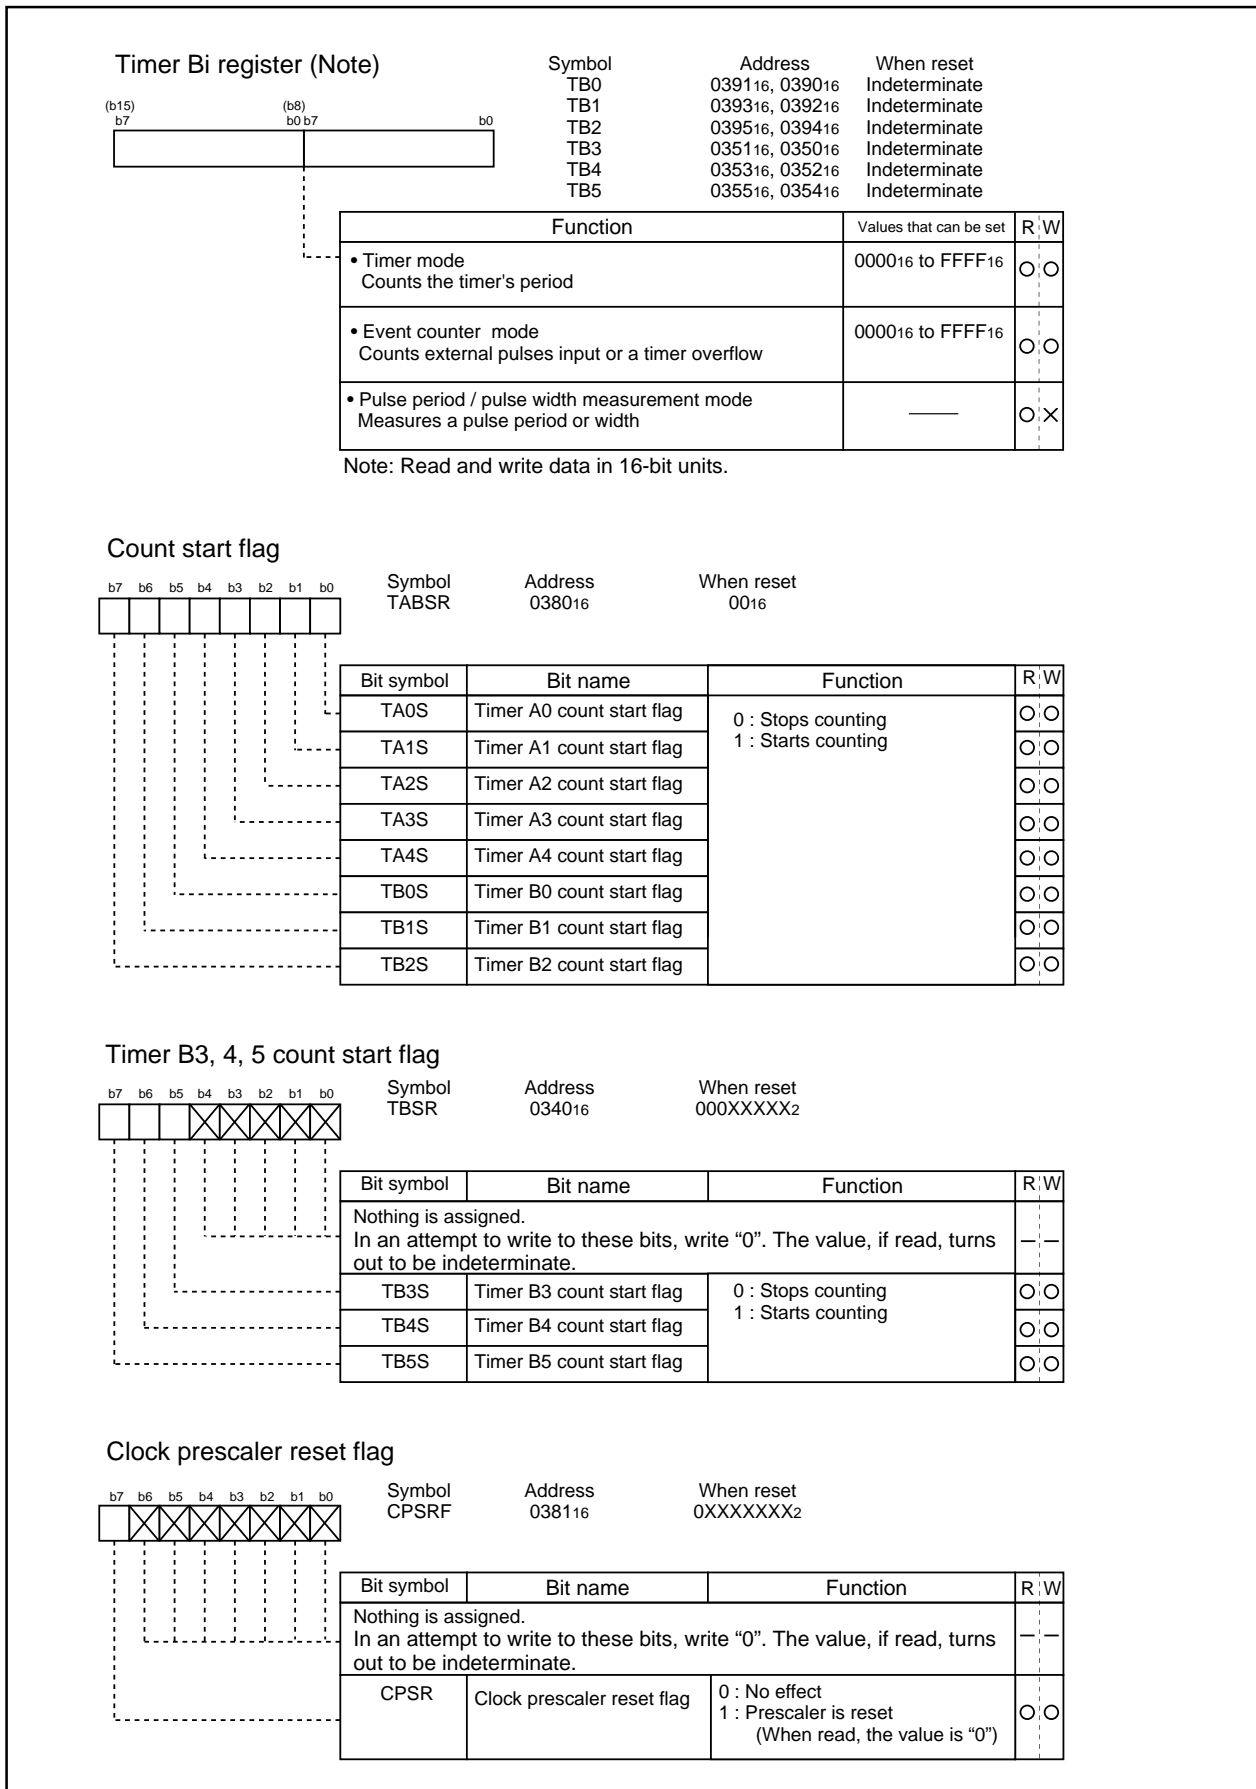 Timer Bi register (Note)
Symbol Address When reset
TB0 039116, 039016 Indeterminate
TB1 039316, 039216 Indeterminate
TB2 039516, 039416 Indeterminate
TB3 035116, 035016 Indeterminate
TB4 035316, 035216 Indeterminate
TB5 035516, 035416 Indeterminate
(b15) (b8)
b7 b0 b7 b0
Function Values that can be set R W
• Timer mode 000016 to FFFF16
Counts the timer's period
• Event counter mode 000016 to FFFF16
Counts external pulses input or a timer overflow
• Pulse period / pulse width measurement mode
Measures a pulse period or width
Note: Read and write data in 16-bit units.
Count start flag
b7 b6 b5 b4 b3 b2 b1 b0
Symbol Address When reset
TABSR 038016 0016
Bit symbol Bit name Function R W
TA0S Timer A0 count start flag 0 : Stops counting
1 : Starts counting
TA1S Timer A1 count start flag
TA2S Timer A2 count start flag
TA3S Timer A3 count start flag
TA4S Timer A4 count start flag
TB0S Timer B0 count start flag
TB1S Timer B1 count start flag
TB2S Timer B2 count start flag
Timer B3, 4, 5 count start flag
b7 b6 b5 b4 b3 b2 b1 b0
Symbol Address When reset
TBSR 034016 000XXXXX2
Bit symbol Bit name Function R W
Nothing is assigned.
In an attempt to write to these bits, write “0”. The value, if read, turns
out to be indeterminate.
TB3S Timer B3 count start flag 0 : Stops counting
1 : Starts counting
TB4S Timer B4 count start flag
TB5S Timer B5 count start flag
Clock prescaler reset flag
b7 b6 b5 b4 b3 b2 b1 b0
Symbol Address When reset
CPSRF 038116 0XXXXXXX2
Bit symbol Bit name Function R W
Nothing is assigned.
In an attempt to write to these bits, write “0”. The value, if read, turns
out to be indeterminate.
CPSR Clock prescaler reset flag 0 : No effect
1 : Prescaler is reset
(When read, the value is “0”)